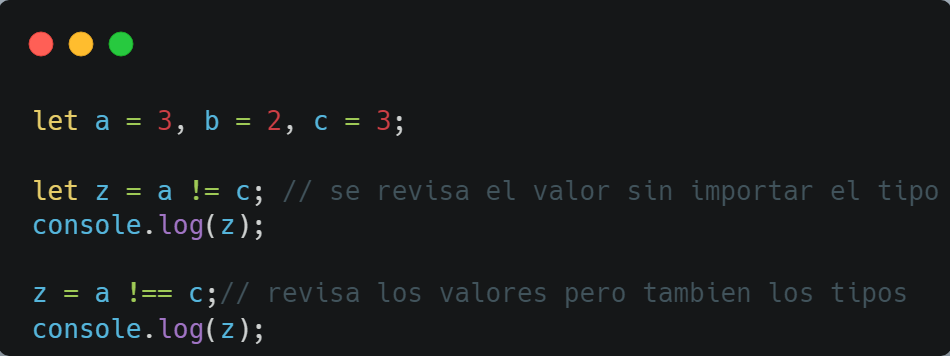 let a = 3, b = 2, c = 3;
let z = a != c; // se revisa el valor sin importar el tipo
console.log(z);
z = a !== c;// revisa los valores pero tambien los tipos
console.log(z);